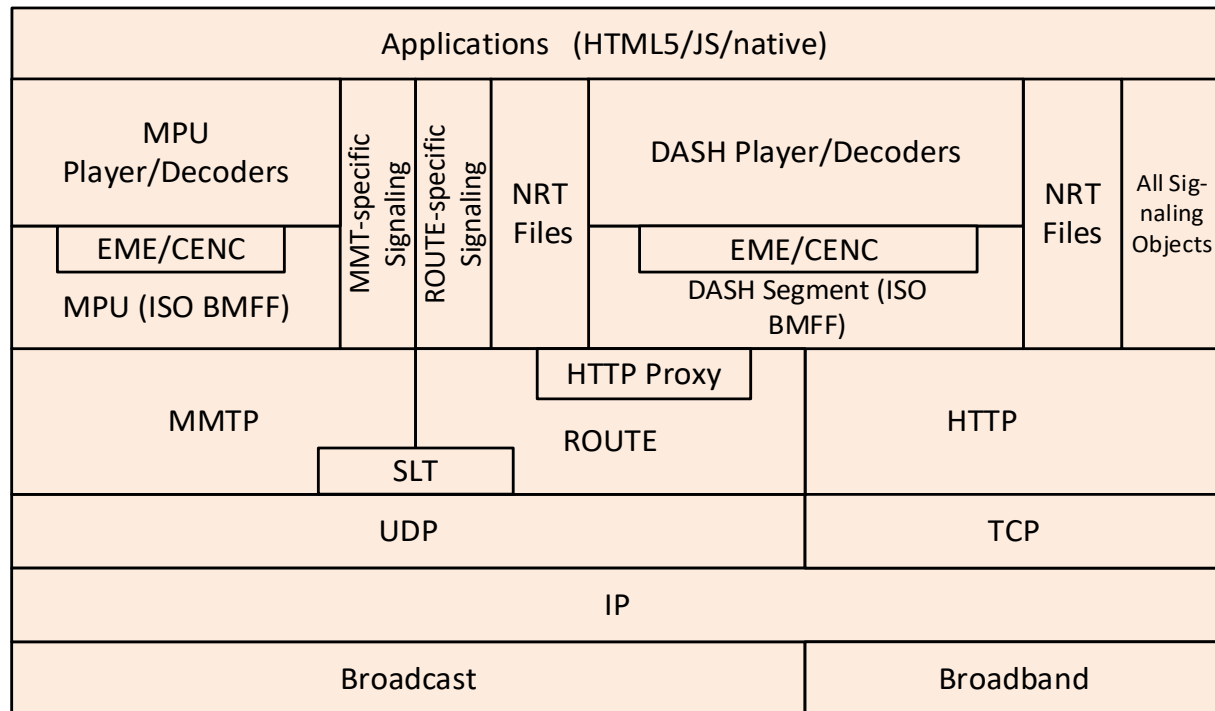 Applications (HTML5/JS/native)
MPU
Player/Decoders
EME/CENC
MPU (ISO BMFF)
MMT-specific
Signaling
ROUTE-specific
Signaling
NRT
Files
DASH Player/Decoders
EME/CENC
DASH Segment (ISO
BMFF)
NRT
Files
All Sig-
naling
Objects
MMTP
SLT
HTTP Proxy
ROUTE
HTTP
UDP
TCP
IP
Broadcast
Broadband